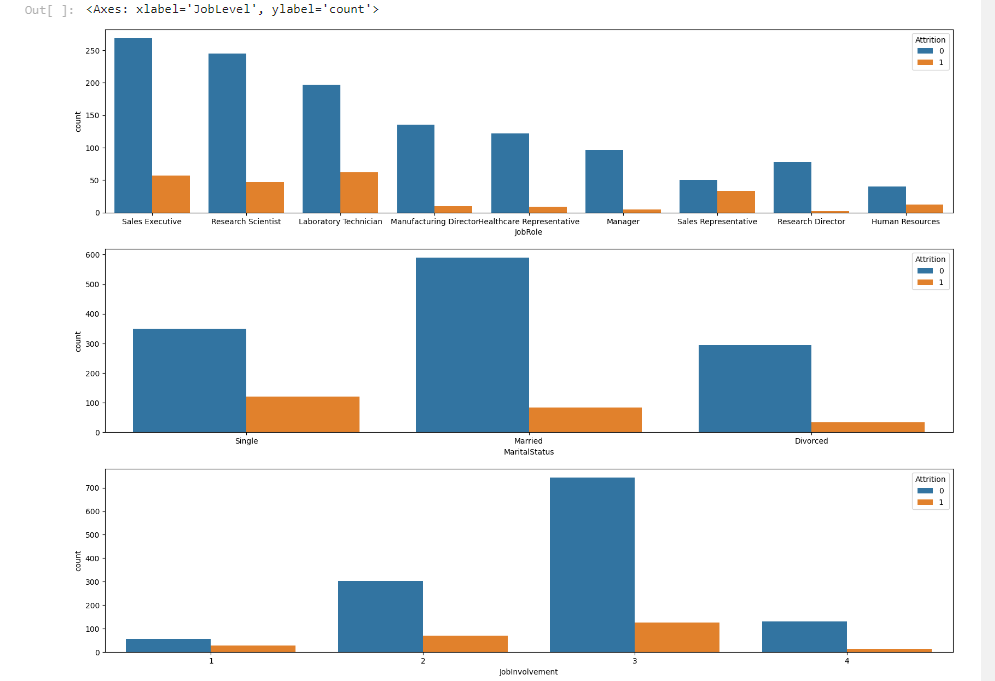 Out[ ]: <Axes: xlabel='JobLevel', ylabel='count'>
Attrition
0
1
250
200
150
100
50
0
count
Sales Executive Research Scientist Laboratory Technician Manufacturing Director Healthcare Representative Manager Sales Representative Research Director Human Resources
JobRole
Attrition
0
1
600
500
400
300
200
100
0
count
Single Married Divorced
MaritalStatus
Attrition
0
1
700
600
500
400
300
200
100
0
count
1 2 3 4
JobInvolvement